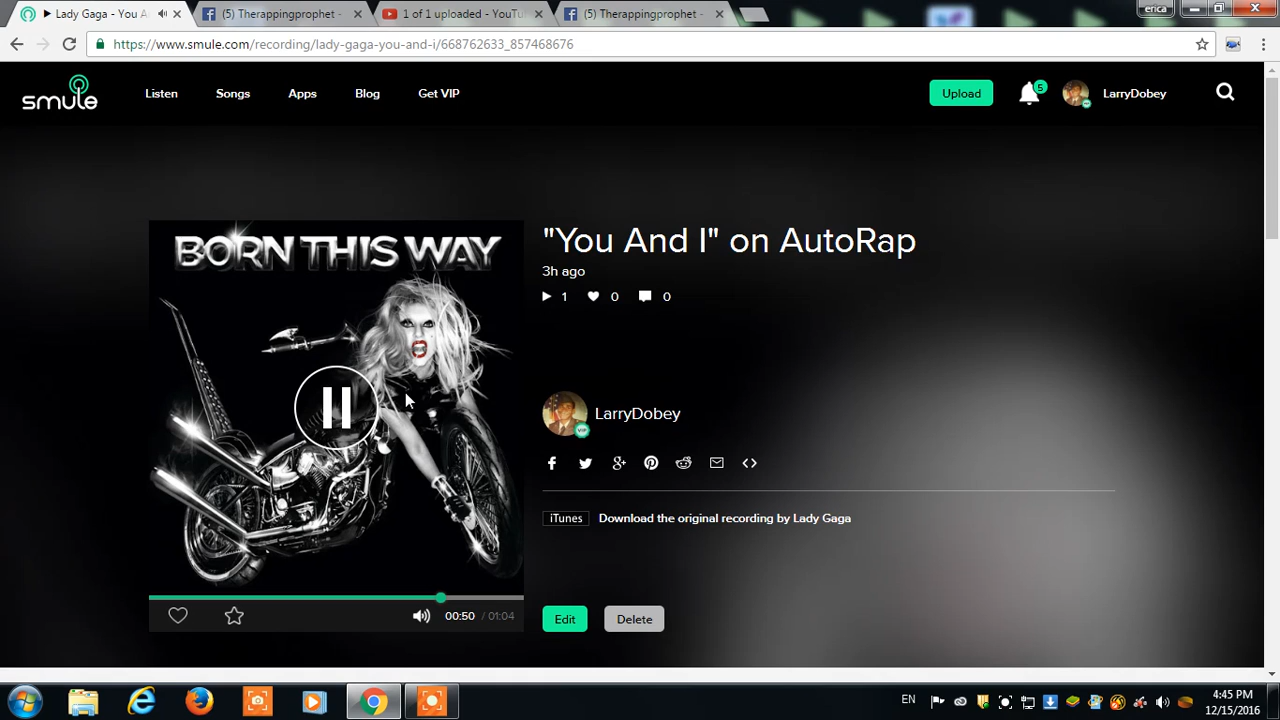 Lady Gaga - You A
(5) Therappingprophet -
1 of 1 uploaded - YouTu
(5) Therappingprophet -
erica
https://www.smule.com/recording/lady-gaga-you-and-i/668762633_857468676
smule
Listen
Songs
Apps
Blog
Get VIP
Upload
5
LarryDobey
BORN THIS WAY
"You And I" on AutoRap
3h ago
1
0
0
VIP
LarryDobey
iTunes
Download the original recording by Lady Gaga
00:50 / 01:04
Edit
Delete
EN
4:45 PM
12/15/2016